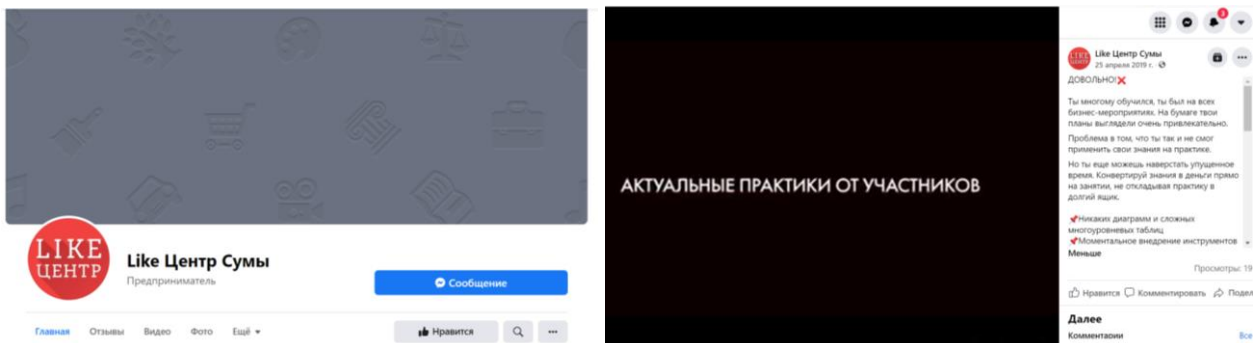 LIKE
ЦЕНТР
Like Центр Сумы
Предприниматель
Сообщение
Главная
Отзывы
Видео
Фото
Ещё
Нравится
АКТУАЛЬНЫЕ ПРАКТИКИ ОТ УЧАСТНИКОВ
3
LIKE
ЦЕНТР
Like Центр Сумы
25 апреля 2019 г.
ДОВОЛЬНО!❌
Ты многому обучился, ты был на всех
бизнес-мероприятиях. На бумаге твои
планы выглядели очень привлекательно.
Проблема в том, что ты так и не смог
применить свои знания на практике.
Но ты еще можешь наверстать упущенное
время. Конвертируй знания в деньги прямо
на занятии, не откладывая практику в
долгий ящик.
📌Никаких диаграмм и сложных
многоуровневых таблиц
📌Моментальное внедрение инструментов
Меньше
Просмотры: 19
Нравится Комментировать Подел
Далее
Комментарии
Все